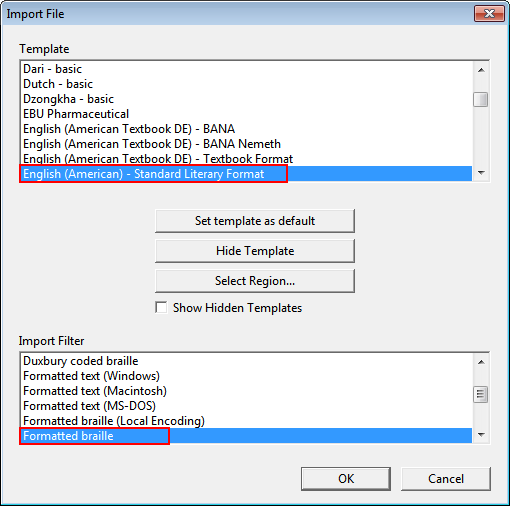 Import File
Template
Dari - basic
Dutch - basic
Dzongkha - basic
EBU Pharmaceutical
English (American Textbook DE) - BANA
English (American Textbook DE) - BANA Nemeth
English (American Textbook DE) - Textbook Format
English (American) - Standard Literary Format
Set template as default
Hide Template
Select Region...
Show Hidden Templates
Import Filter
Duxbury coded braille
Formatted text (Windows)
Formatted text (Macintosh)
Formatted text (MS-DOS)
Formatted braille (Local Encoding)
Formatted braille
OK Cancel